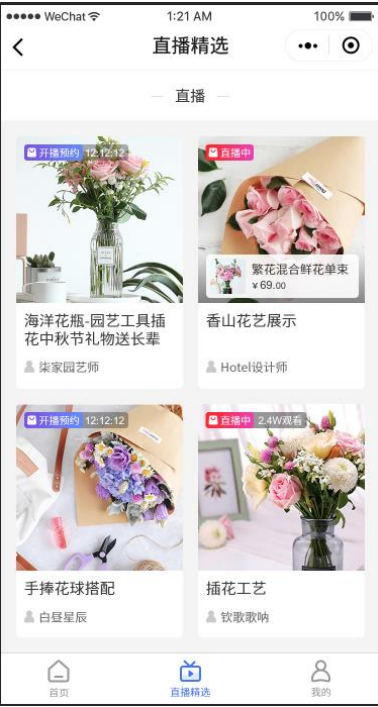 WeChat 1:21 AM 100%
直播精选
直播
开播预约 12:12:12
海洋花瓶-园艺工具插
花中秋节礼物送长辈
柒家园艺师
直播中
繁花混合鲜花单束
¥69.00
香山花艺展示
Hotel设计师
开播预约 12:12:12
手捧花球搭配
白昼星辰
直播中 2.4W观看
插花工艺
钦歌歌呐
首页 直播精选 我的